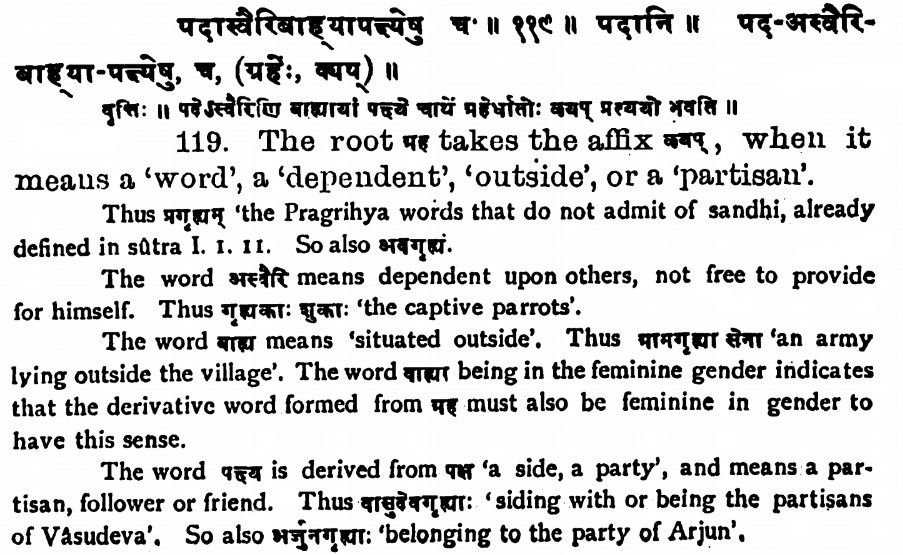 पदास्वैरिबाह्यापक्ष्येषु च ॥ ११९ ॥ पदानि ॥ पद-अस्वैरि-
बाह्या-पक्ष्येषु, च, (ग्रहेः, क्यप्) ॥
वृत्तिः ॥ पदेऽस्वैरिणि बाह्यायां पक्ष्ये चार्थे ग्रहेर्धातोः क्यप् प्रत्ययो भवति ॥
119. The root ग्रह takes the affix क्यप्, when it
means a ‘word’, a ‘dependent’, ‘outside’, or a ‘partisan’.
Thus प्रगृह्यम् ‘the Pragrihya words that do not admit of sandhi, already
defined in sûtra I. 1. 11. So also अवगृह्यं.
The word अस्वैरि means dependent upon others, not free to provide
for himself. Thus गृह्यकाः शुकाः ‘the captive parrots’.
The word बाह्य means ‘situated outside’. Thus ग्रामगृह्या सेना ‘an army
lying outside the village’. The word बाह्या being in the feminine gender indicates
that the derivative word formed from ग्रह must also be feminine in gender to
have this sense.
The word पक्ष्य is derived from पक्ष ‘a side, a party’, and means a par-
tisan, follower or friend. Thus वासुदेवगृह्याः ‘siding with or being the partisans
of Vâsudeva’. So also अर्जुनगृह्याः ‘belonging to the party of Arjun’.